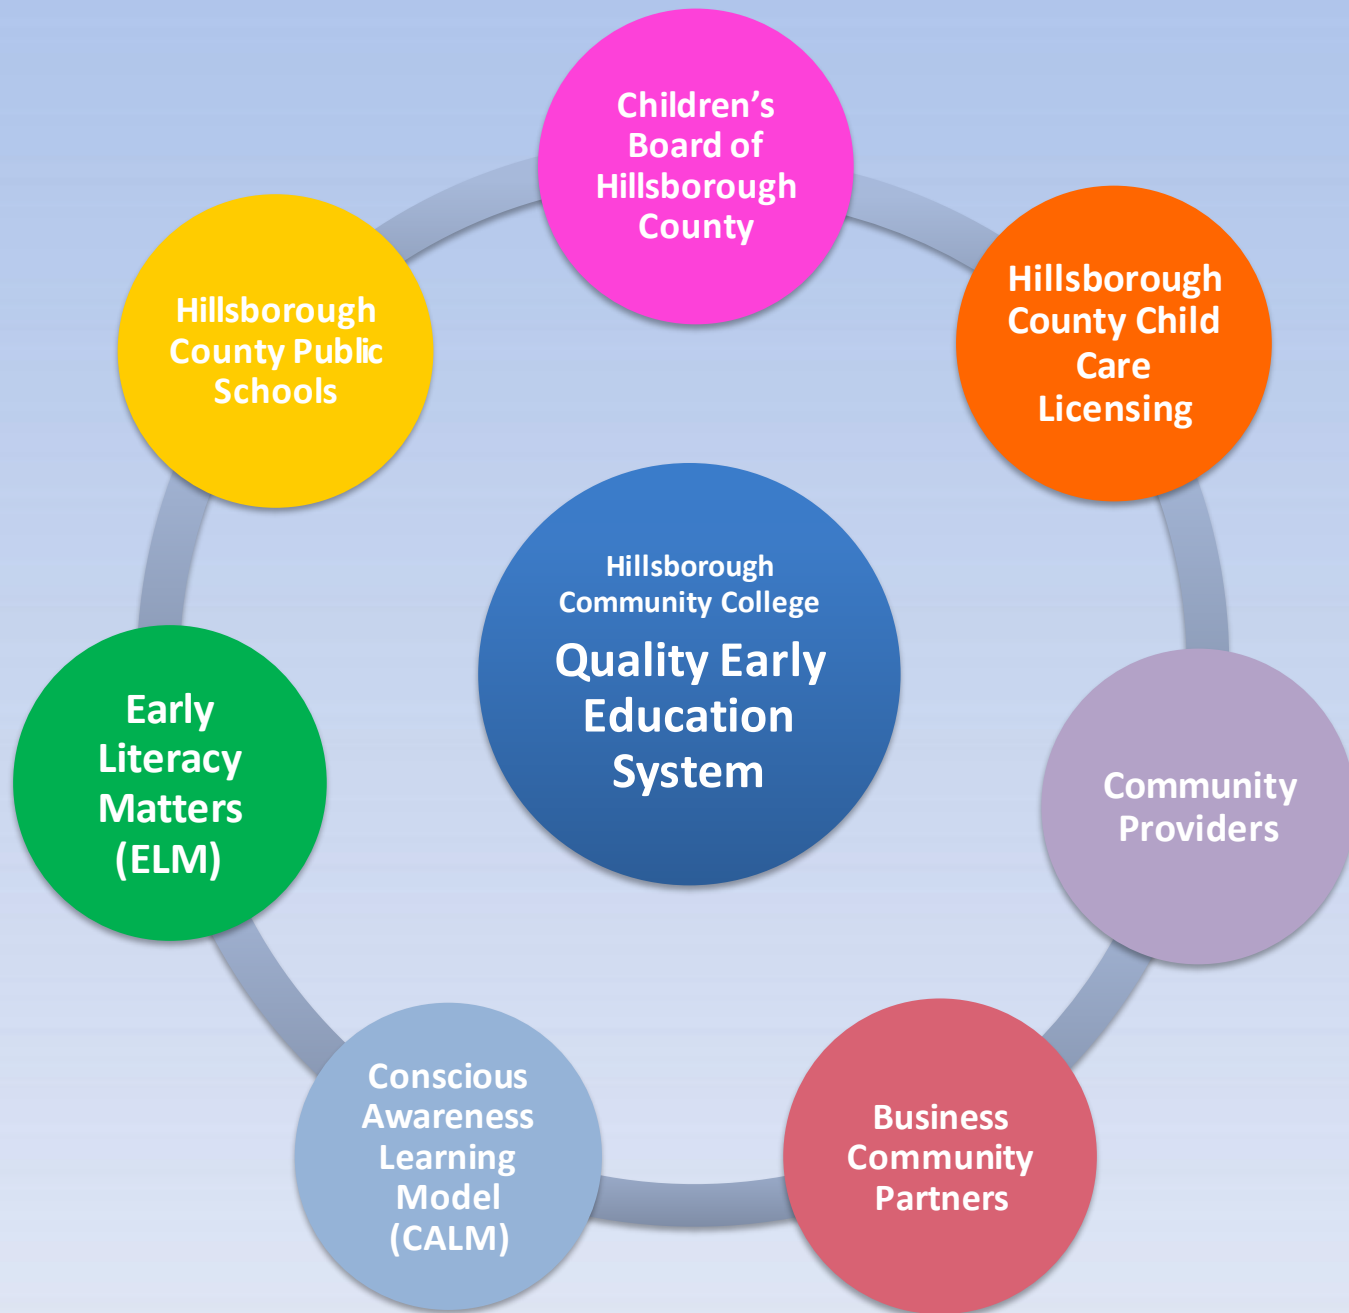 Children’s
Board of
Hillsborough
County
Hillsborough
County Child
Care
Licensing
Hillsborough
County Public
Schools
Hillsborough
Community College
Quality Early
Education
System
Early
Literacy
Matters
(ELM)
Community
Providers
Conscious
Awareness
Learning
Model
(CALM)
Business
Community
Partners